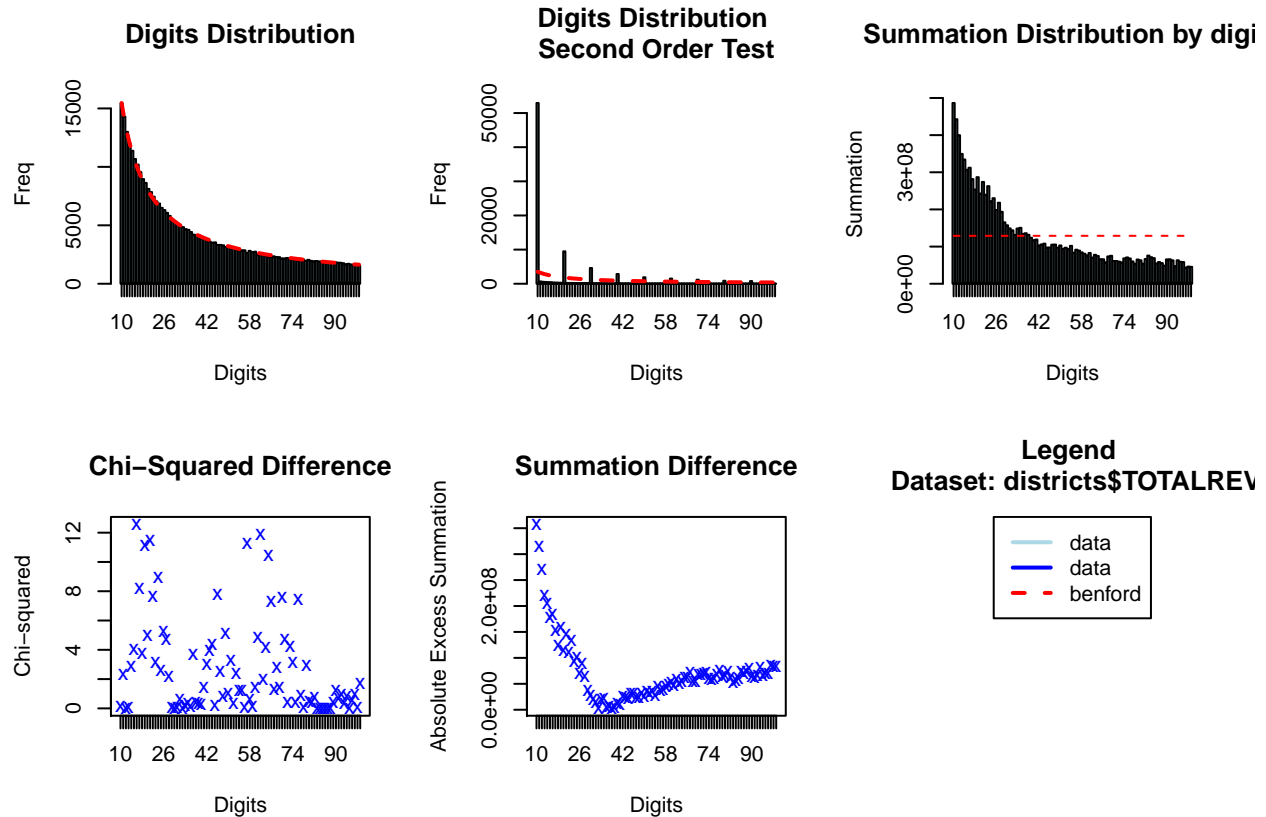 Digits Distribution
Freq
0
5000
15000
10 26 42 58 74 90
Digits
Digits Distribution
Second Order Test
Freq
0
20000
50000
10 26 42 58 74 90
Digits
Summation Distribution by digi
Summation
0e+00
3e+08
10 26 42 58 74 90
Digits
Chi−Squared Difference
Chi−squared
0
4
8
12
10 26 42 58 74 90
Digits
Summation Difference
Absolute Excess Summation
0.0e+00
2.0e+08
10 26 42 58 74 90
Digits
Legend
Dataset: districts$TOTALREV
data
data
benford